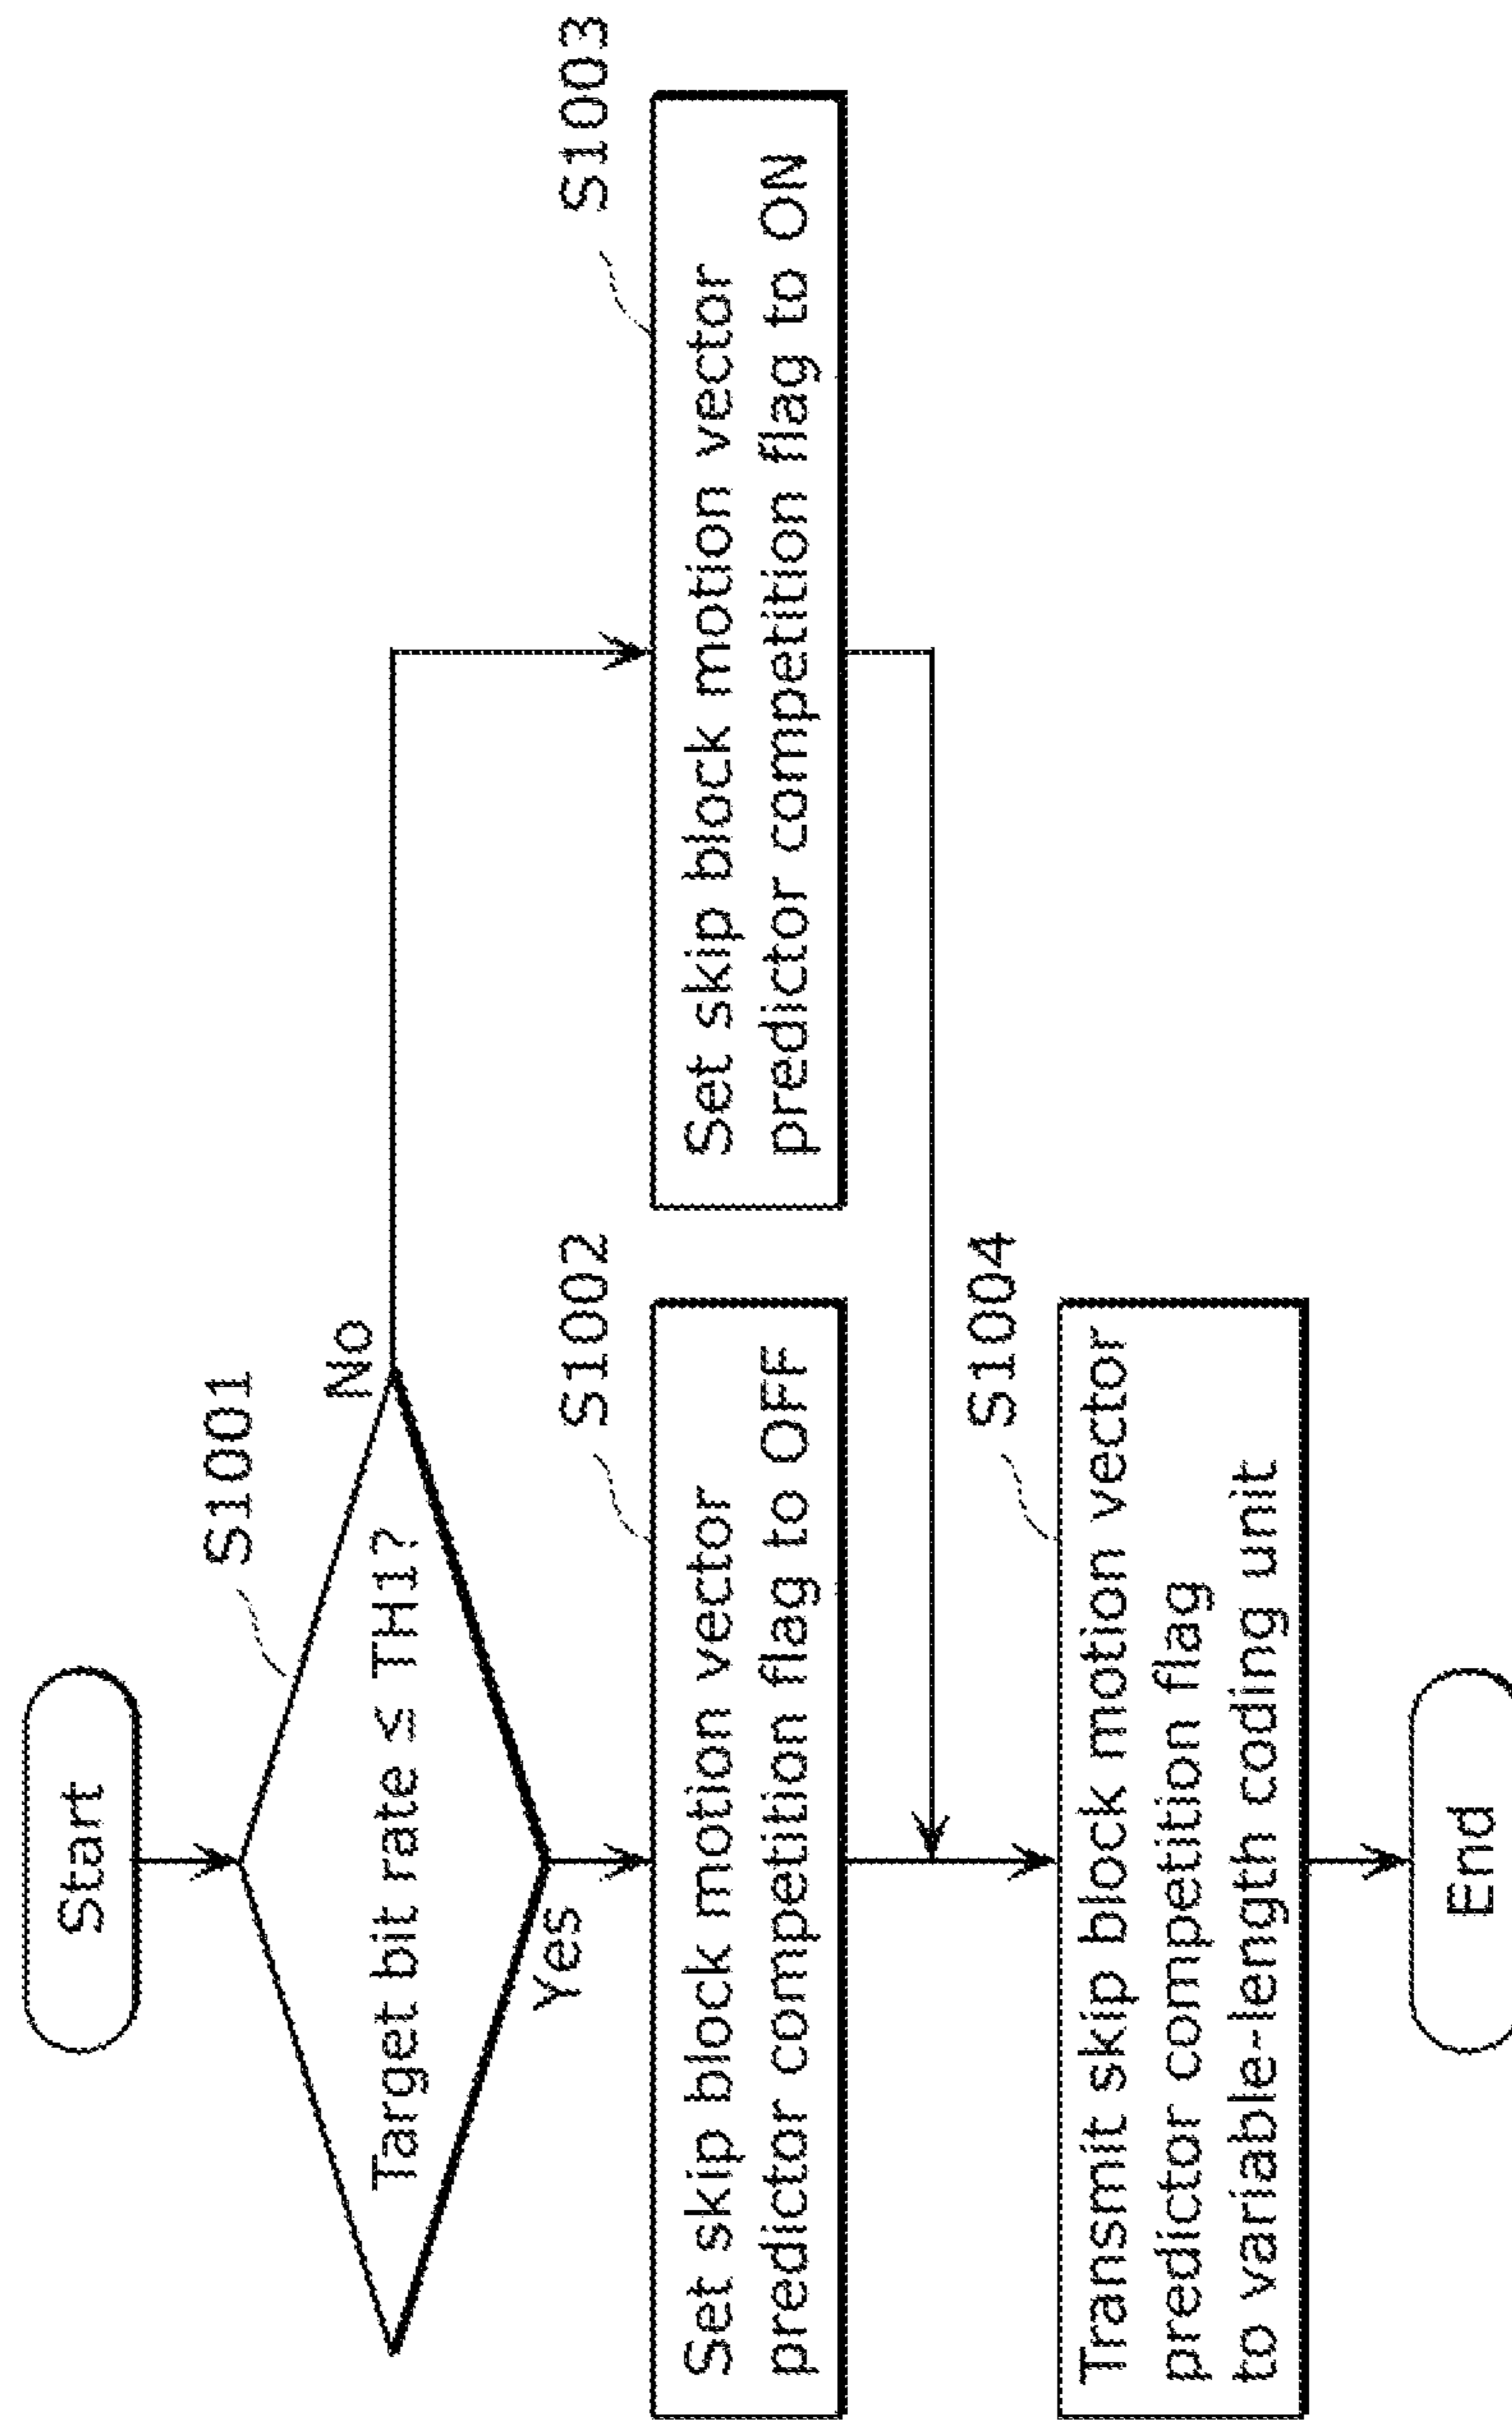 Start
S1001
Target bit rate ≤ TH1?
No
Yes
S1002
Set skip block motion vector
predictor competition flag to OFF
S1003
Set skip block motion vector
predictor competition flag to ON
S1004
Transmit skip block motion vector
predictor competition flag
to variable-length coding unit
End